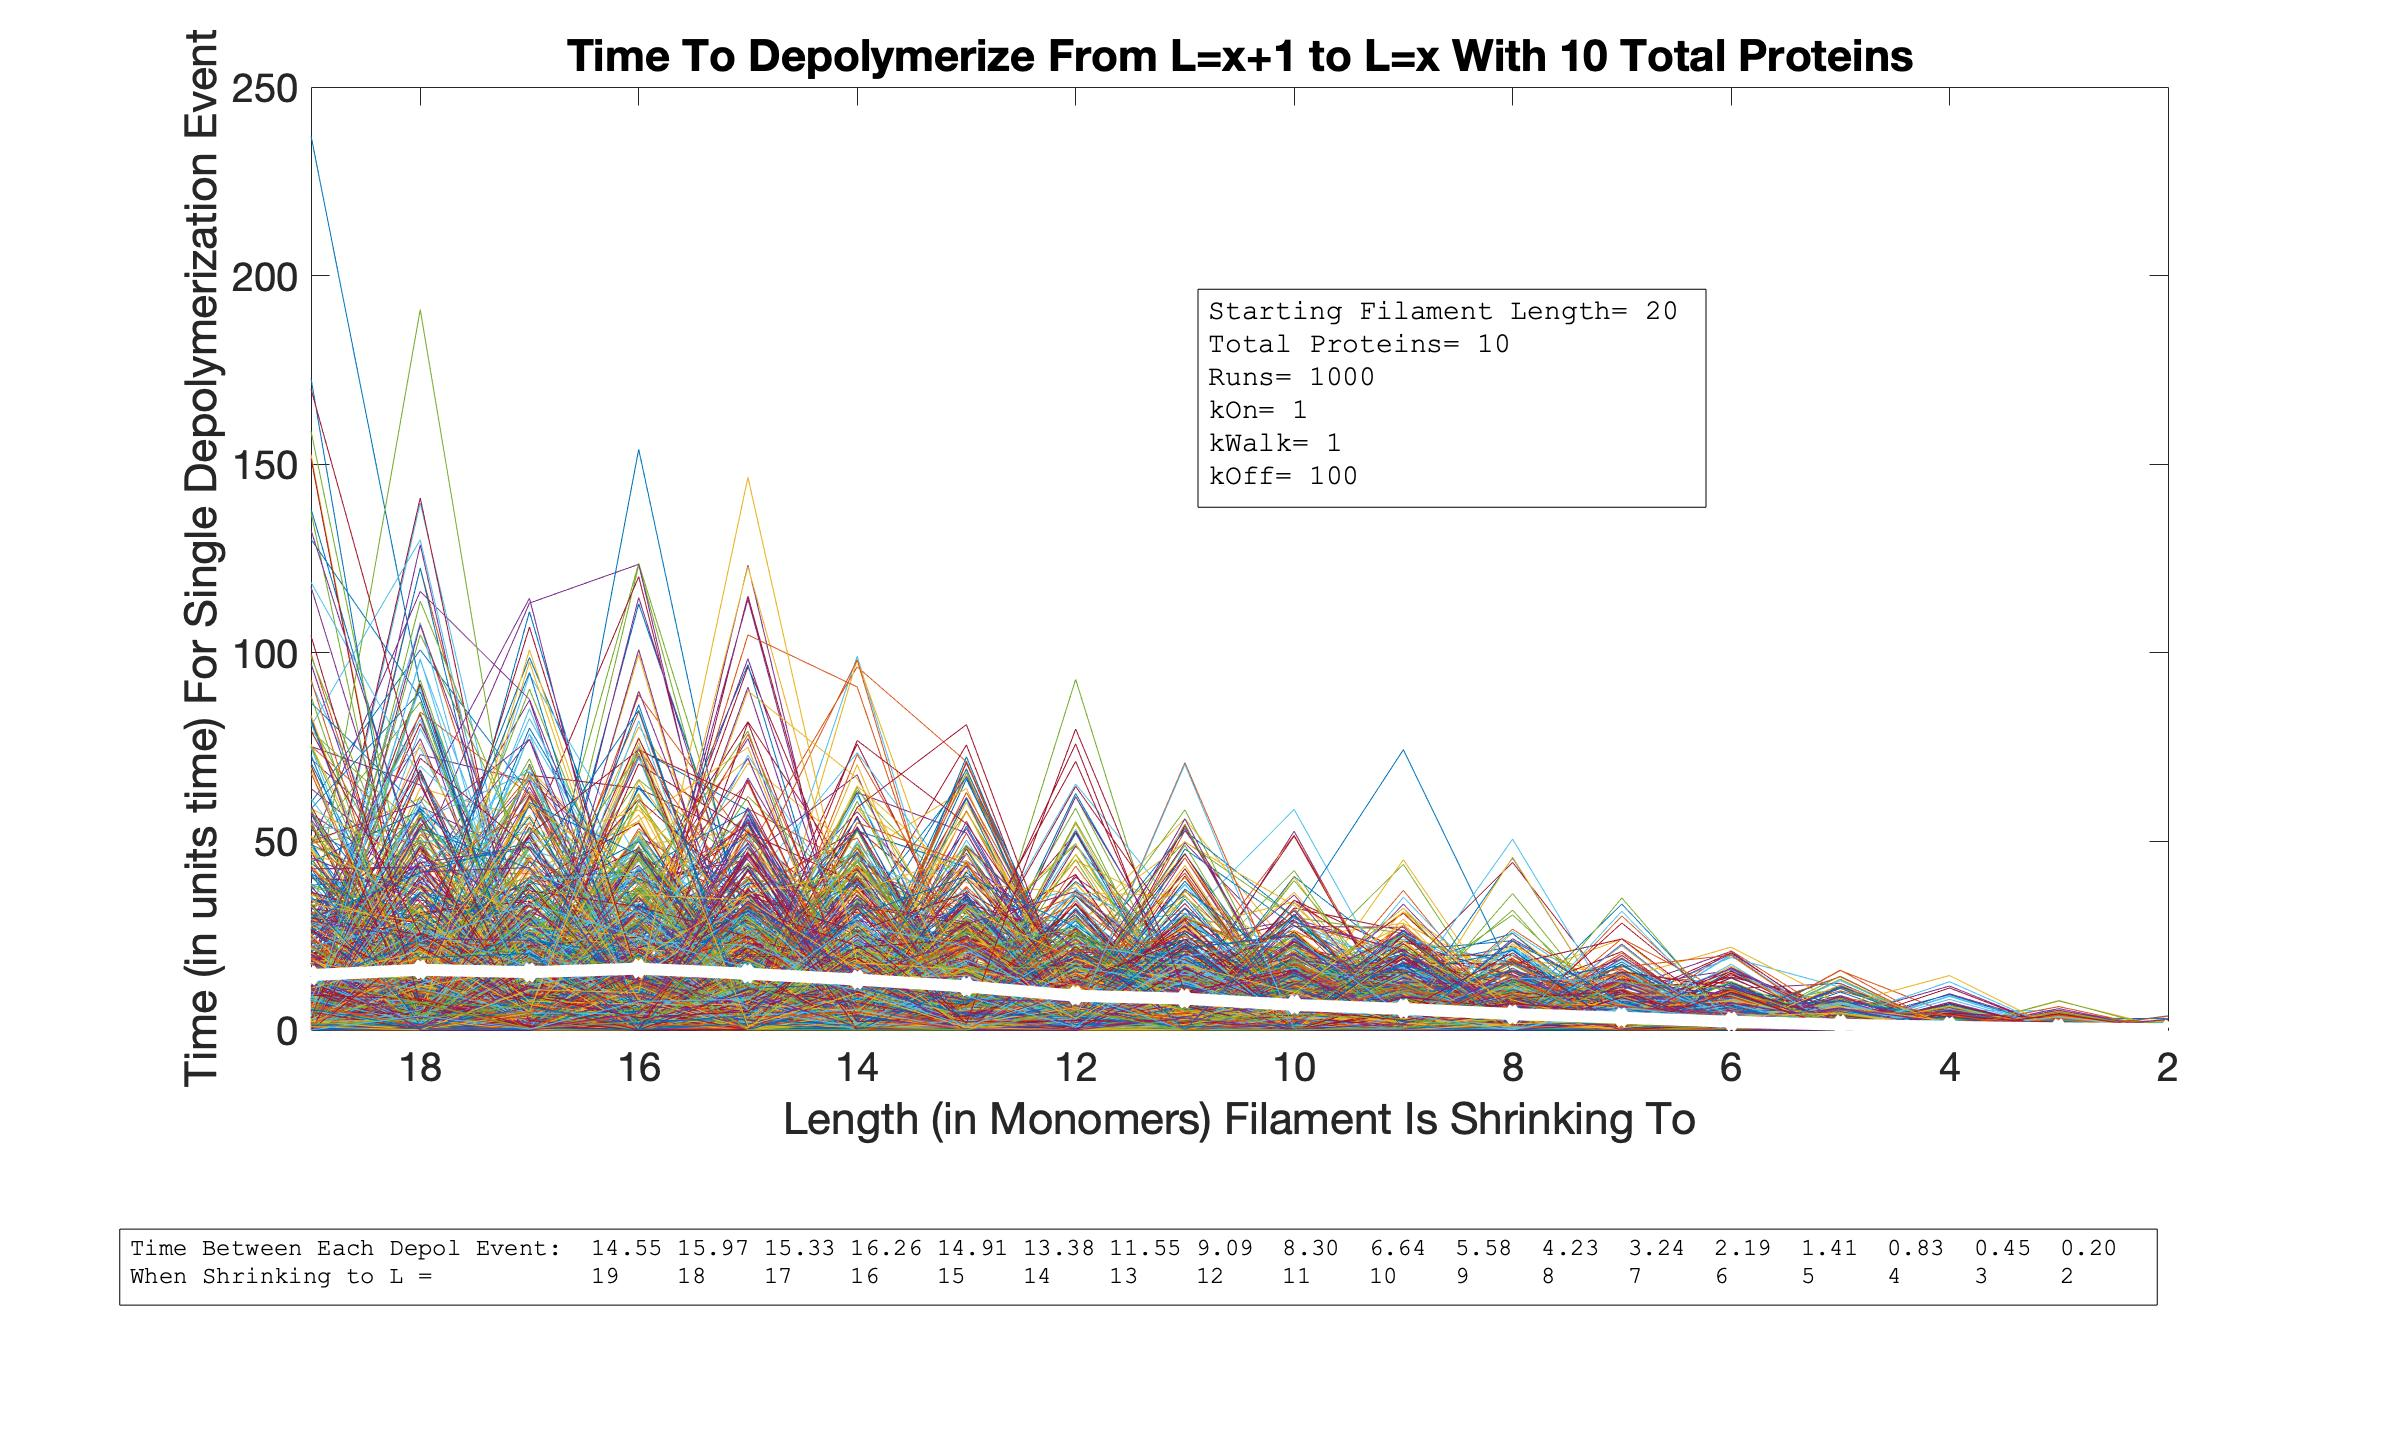 Time To Depolymerize From L=x+1 to L=x With 10 Total Proteins
Time (in units time) For Single Depolymerization Event
250
200
150
100
50
0
Starting Filament Length= 20
Total Proteins= 10
Runs= 1000
kOn= 1
kWalk= 1
kOff= 100
18 16 14 12 10 8 6 4 2
Length (in Monomers) Filament Is Shrinking To
Time Between Each Depol Event: 14.55 15.97 15.33 16.26 14.91 13.38 11.55 9.09 8.30 6.64 5.58 4.23 3.24 2.19 1.41 0.83 0.45 0.20
When Shrinking to L = 19 18 17 16 15 14 13 12 11 10 9 8 7 6 5 4 3 2